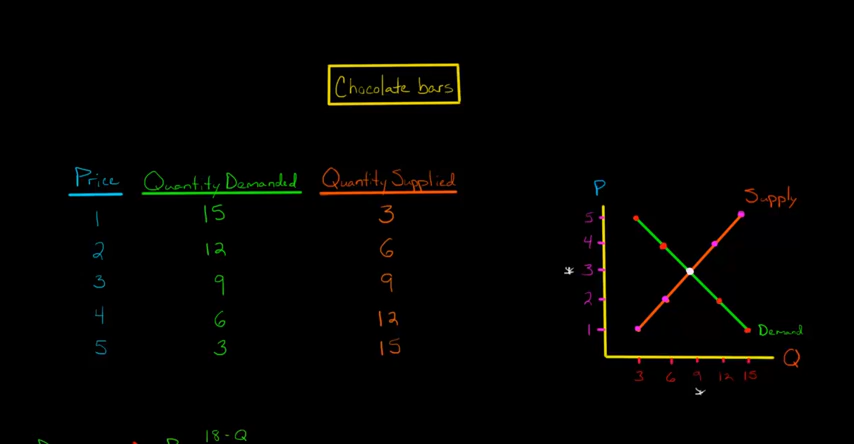 Chocolate bars
Price Quantity Demanded Quantity Supplied
1 15 3
2 12 6
3 9 9
4 6 12
5 3 15
P
Supply
5
4
* 3
2
1
Demand
Q
3 6 9 12 15
*
18-Q